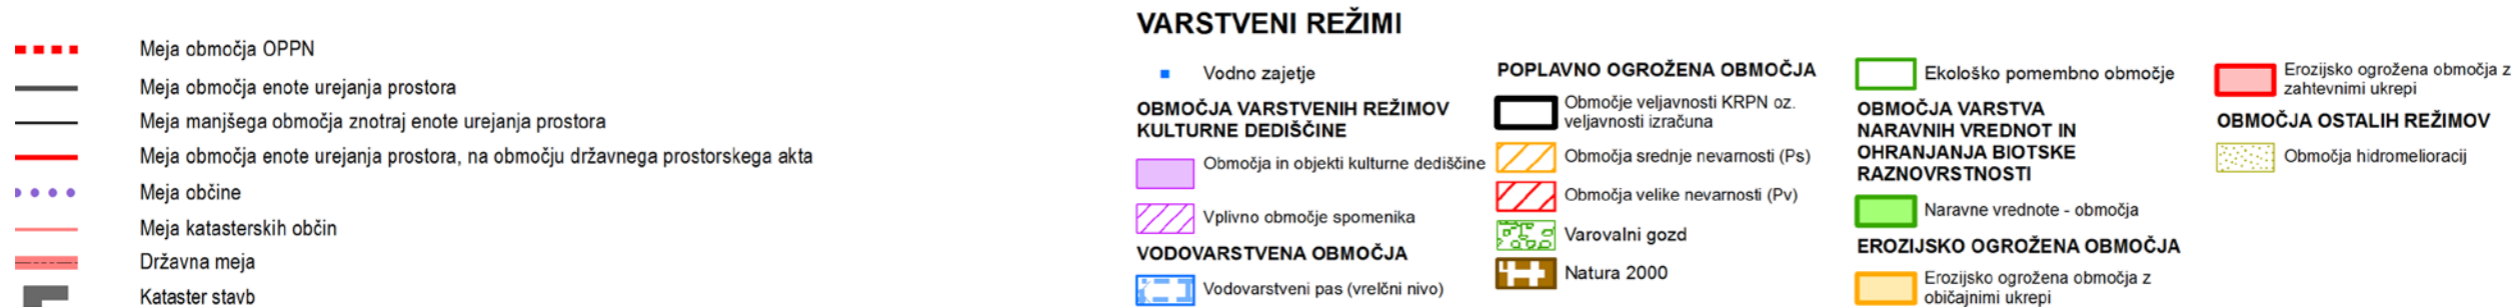 Meja območja OPPN
Meja območja enote urejanja prostora
Meja manjšega območja znotraj enote urejanja prostora
Meja območja enote urejanja prostora, na območju državnega prostorskega akta
Meja občine
Meja katasterskih občin
Državna meja
Kataster stavb
VARSTVENI REŽIMI
Vodno zajetje
OBMOČJA VARSTVENIH REŽIMOV
KULTURNE DEDIŠČINE
Območja in objekti kulturne dediščine
Vplivno območje spomenika
VODOVARSTVENA OBMOČJA
Vodovarstveni pas (vrelčni nivo)
POPLAVNO OGROŽENA OBMOČJA
Območje veljavnosti KRPN oz.
veljavnosti izračuna
Območja srednje nevarnosti (Ps)
Območja velike nevarnosti (Pv)
Varovalni gozd
Natura 2000
Ekološko pomembno območje
OBMOČJA VARSTVA
NARAVNIH VREDNOT IN
OHRANJANJA BIOTSKE
RAZNOVRSTNOSTI
Naravne vrednote - območja
EROZIJSKO OGROŽENA OBMOČJA
Erozijsko ogrožena območja z
običajnimi ukrepi
Erozijsko ogrožena območja z
zahtevnimi ukrepi
OBMOČJA OSTALIH REŽIMOV
Območja hidromelioracij